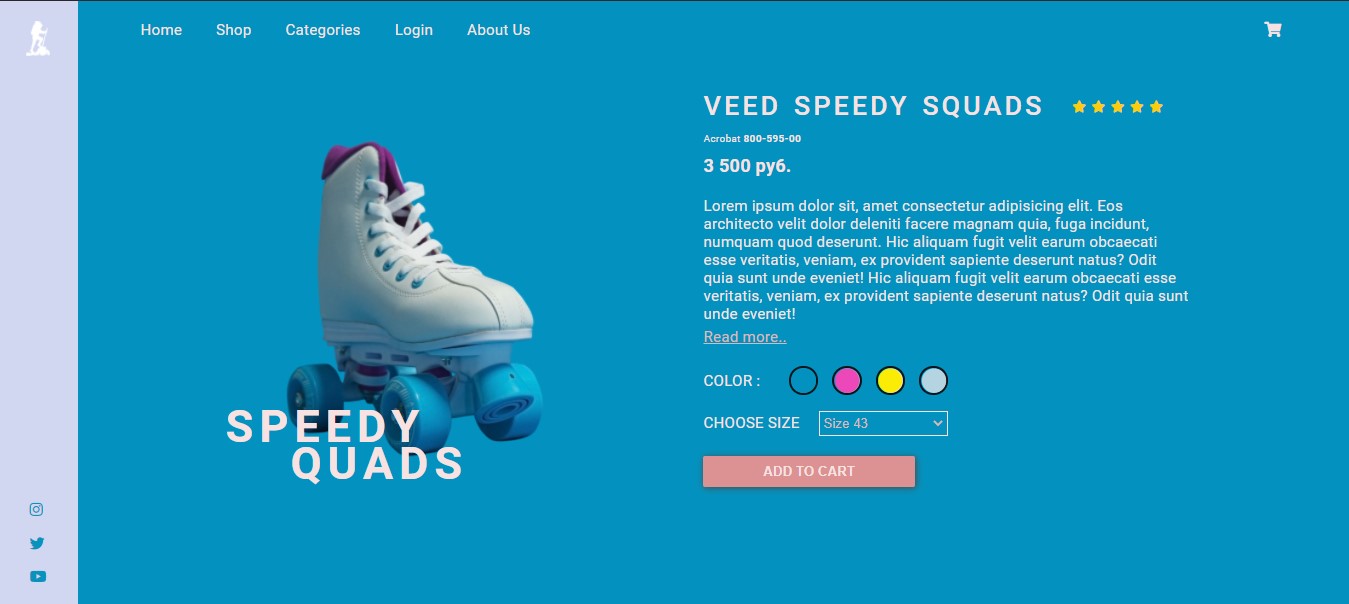 Home Shop Categories Login About Us
VEED SPEEDY SQUADS
Acrobat 800-595-00
3 500 руб.
Lorem ipsum dolor sit, amet consectetur adipisicing elit. Eos
architecto velit dolor deleniti facere magnam quia, fuga incidunt,
numquam quod deserunt. Hic aliquam fugit velit earum obcaecati
esse veritatis, veniam, ex provident sapiente deserunt natus? Odit
quia sunt unde eveniet! Hic aliquam fugit velit earum obcaecati esse
veritatis, veniam, ex provident sapiente deserunt natus? Odit quia sunt
unde eveniet!
Read more..
COLOR :
CHOOSE SIZE Size 43
ADD TO CART
SPEEDY
QUADS